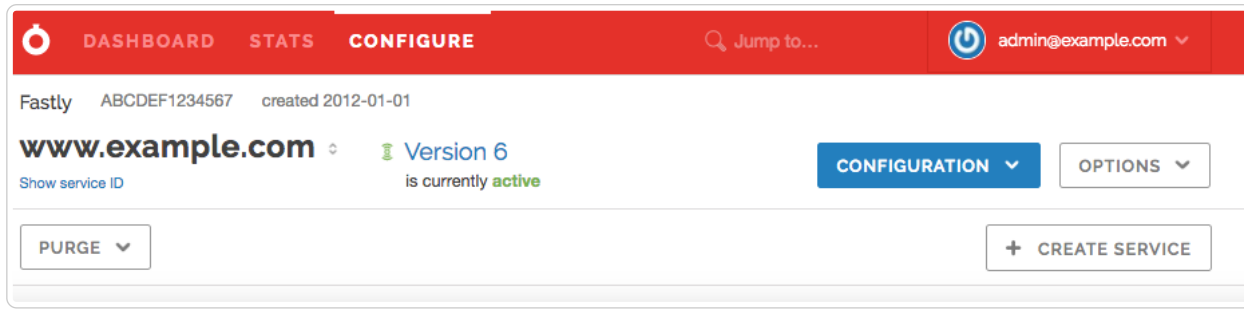 DASHBOARD STATS CONFIGURE Jump to... admin@example.com
Fastly ABCDEF1234567 created 2012-01-01
www.example.com Version 6 CONFIGURATION OPTIONS
Show service ID is currently active
PURGE + CREATE SERVICE